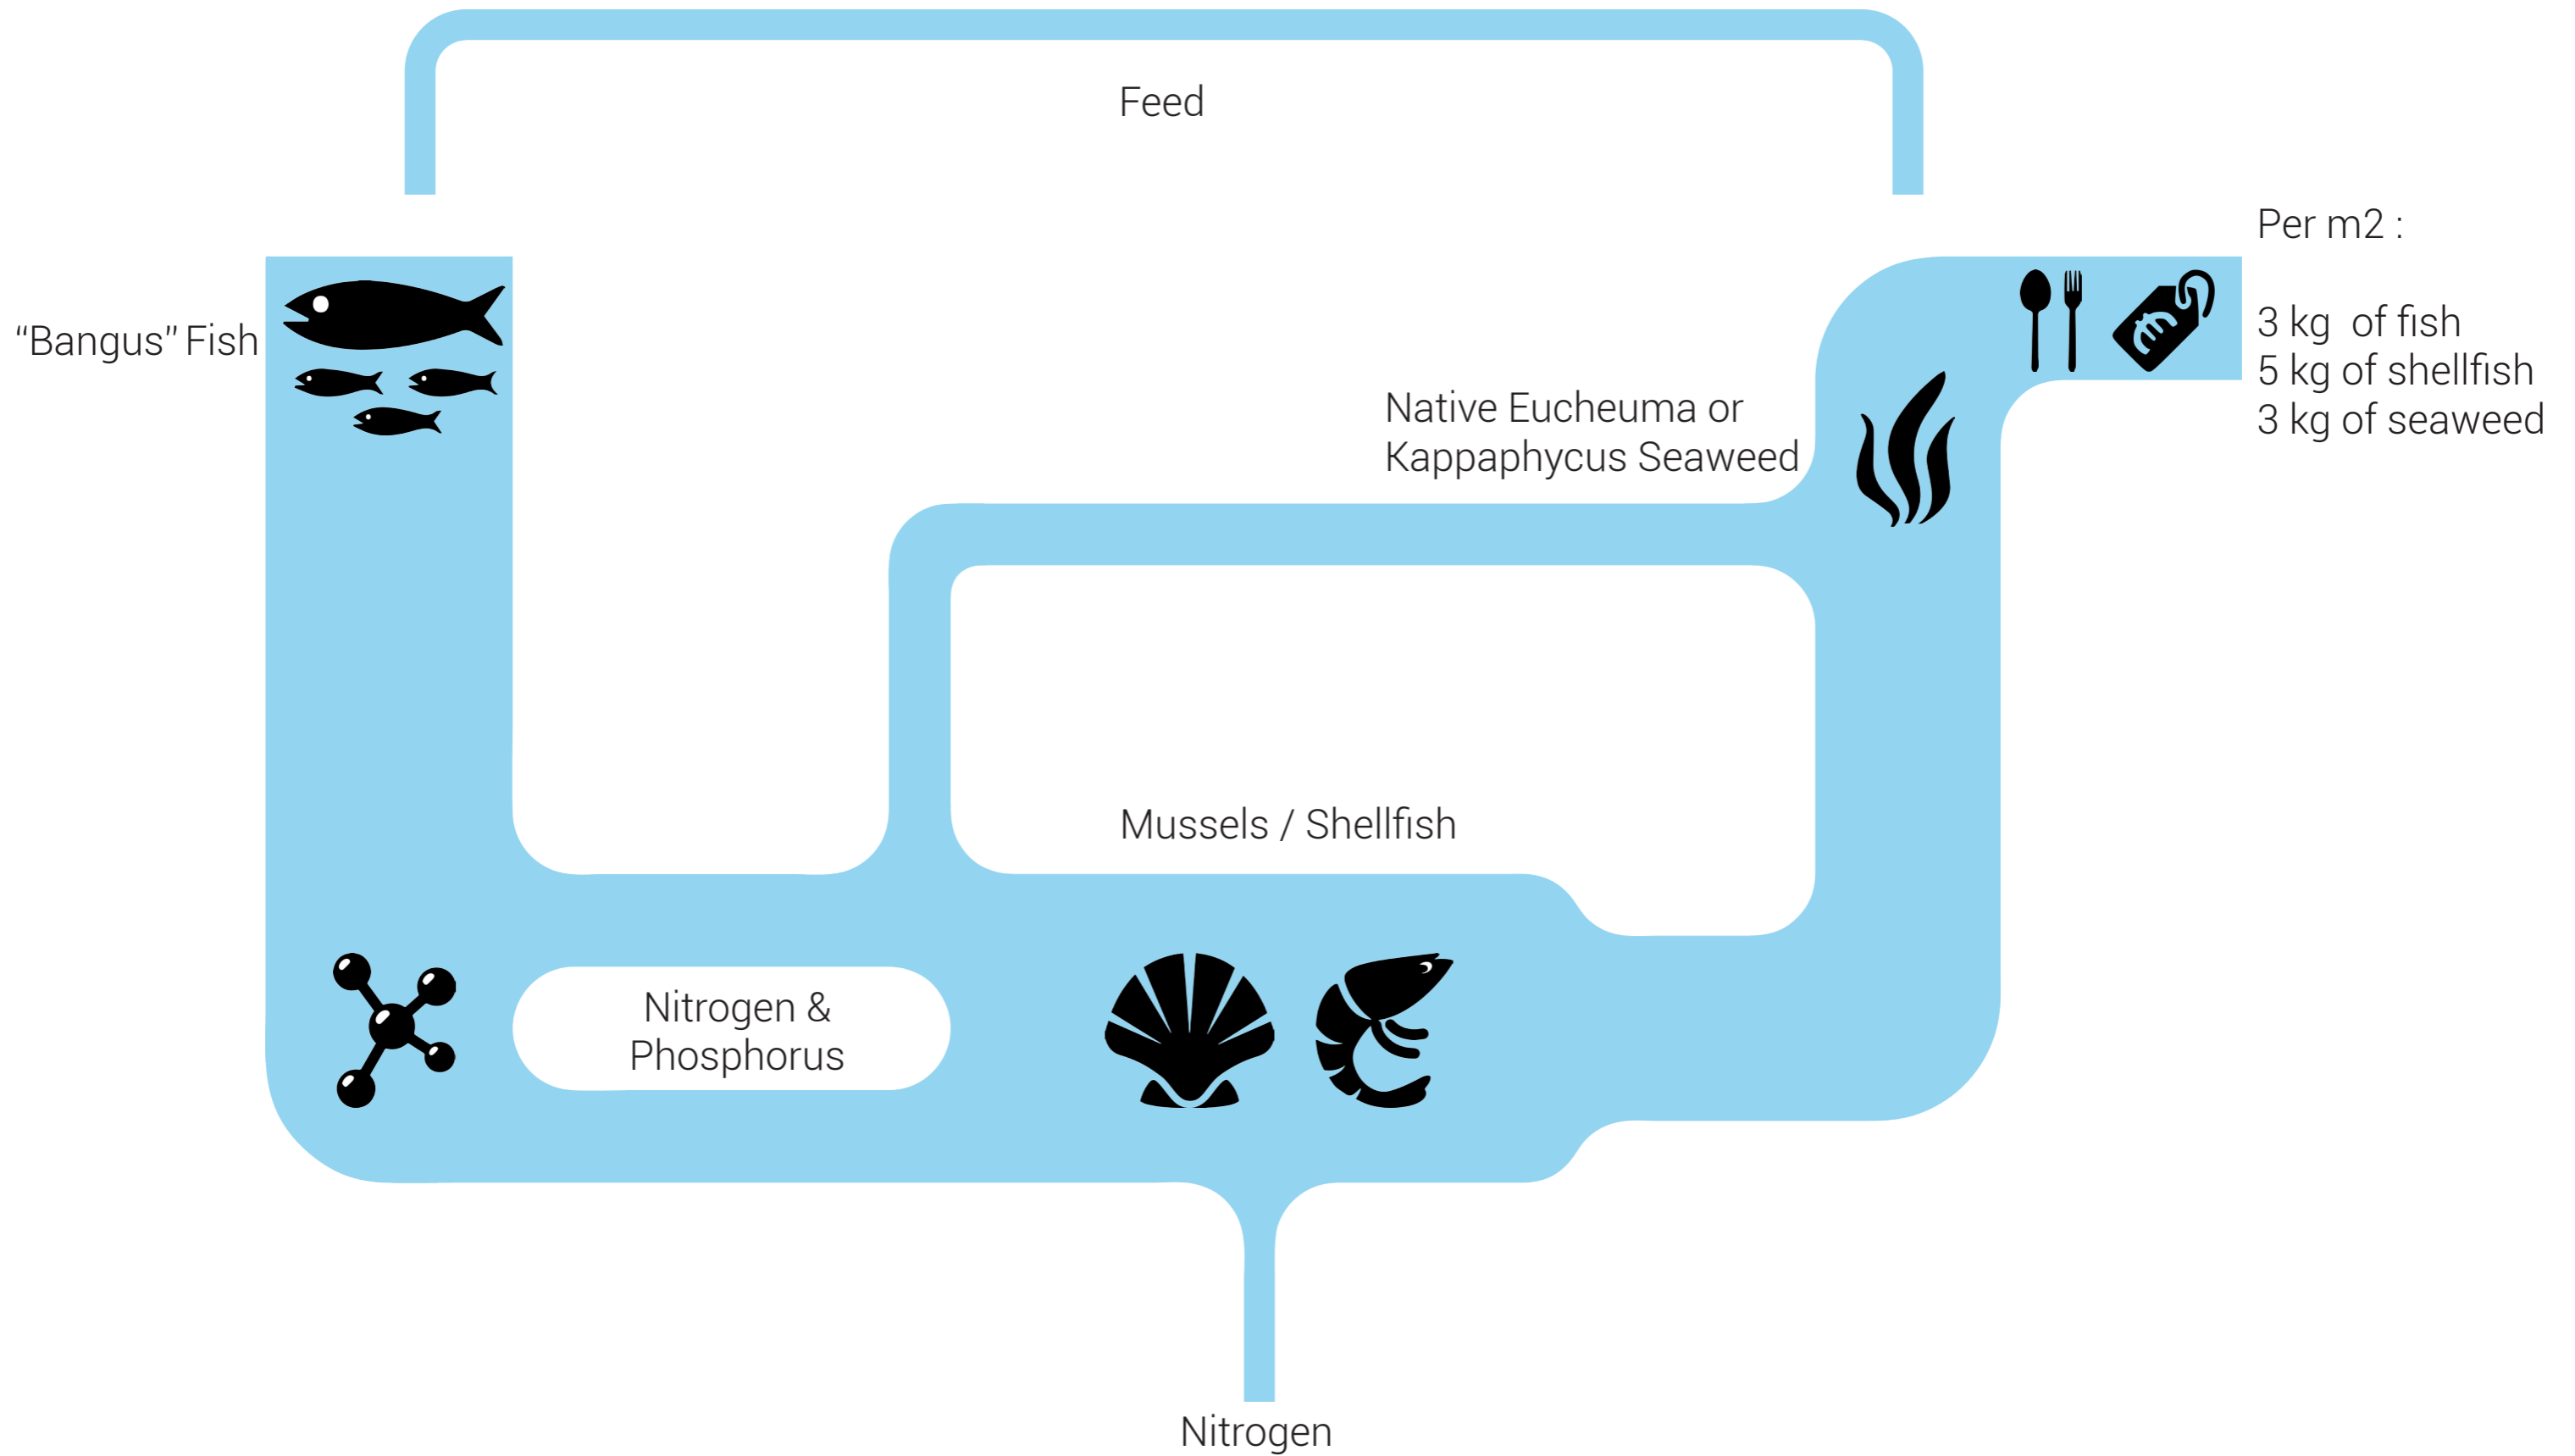 Feed
Per m2 :
3 kg  of fish
5 kg of shellfish
3 kg of seaweed
“Bangus” Fish
Native Eucheuma or
Kappaphycus Seaweed
Mussels / Shellfish
Nitrogen &
Phosphorus
Nitrogen